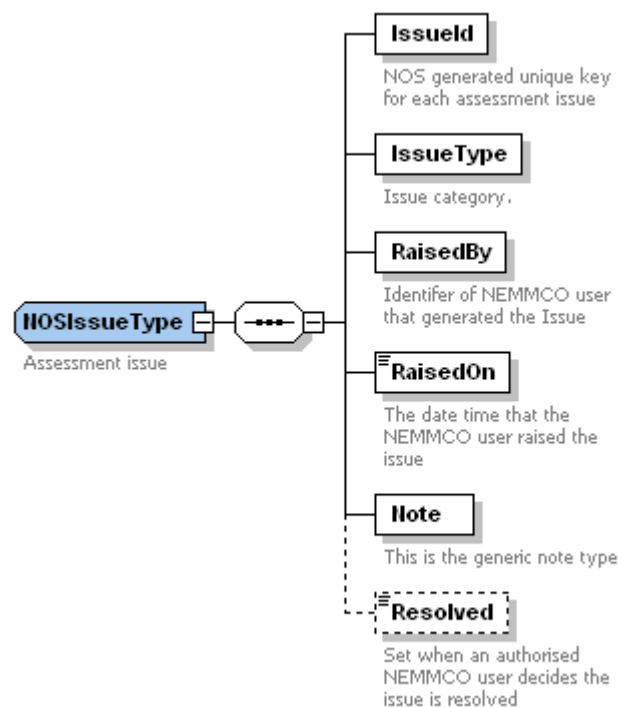 IssueId
NOS generated unique key
for each assessment issue
IssueType
Issue category.
RaisedBy
Identifer of NEMMCO user
that generated the Issue
NOSIssueType
Assessment issue
RaisedOn
The date time that the
NEMMCO user raised the
issue
Note
This is the generic note type
Resolved
Set when an authorised
NEMMCO user decides the
issue is resolved